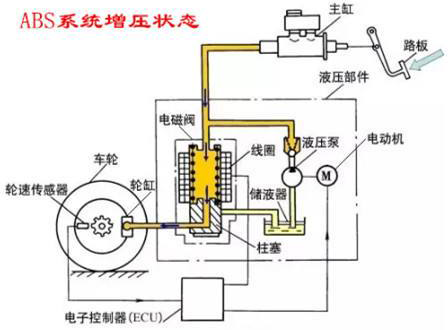 ABS系统增压状态
主缸
路板
液压部件
电磁阀
线圈
液压泵
电动机
M
车轮
轮速传感器
轮缸
储液器
柱塞
电子控制器(ECU)